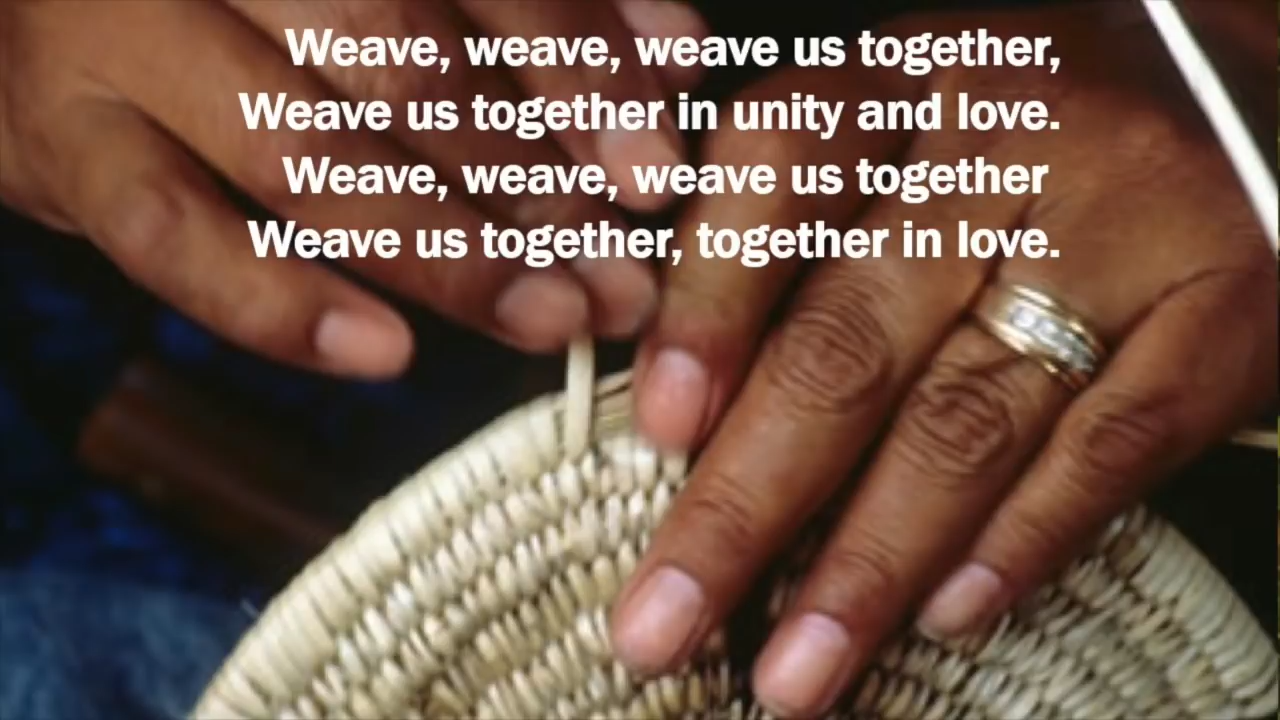 Weave, weave, weave us together,
Weave us together in unity and love.
Weave, weave, weave us together
Weave us together, together in love.